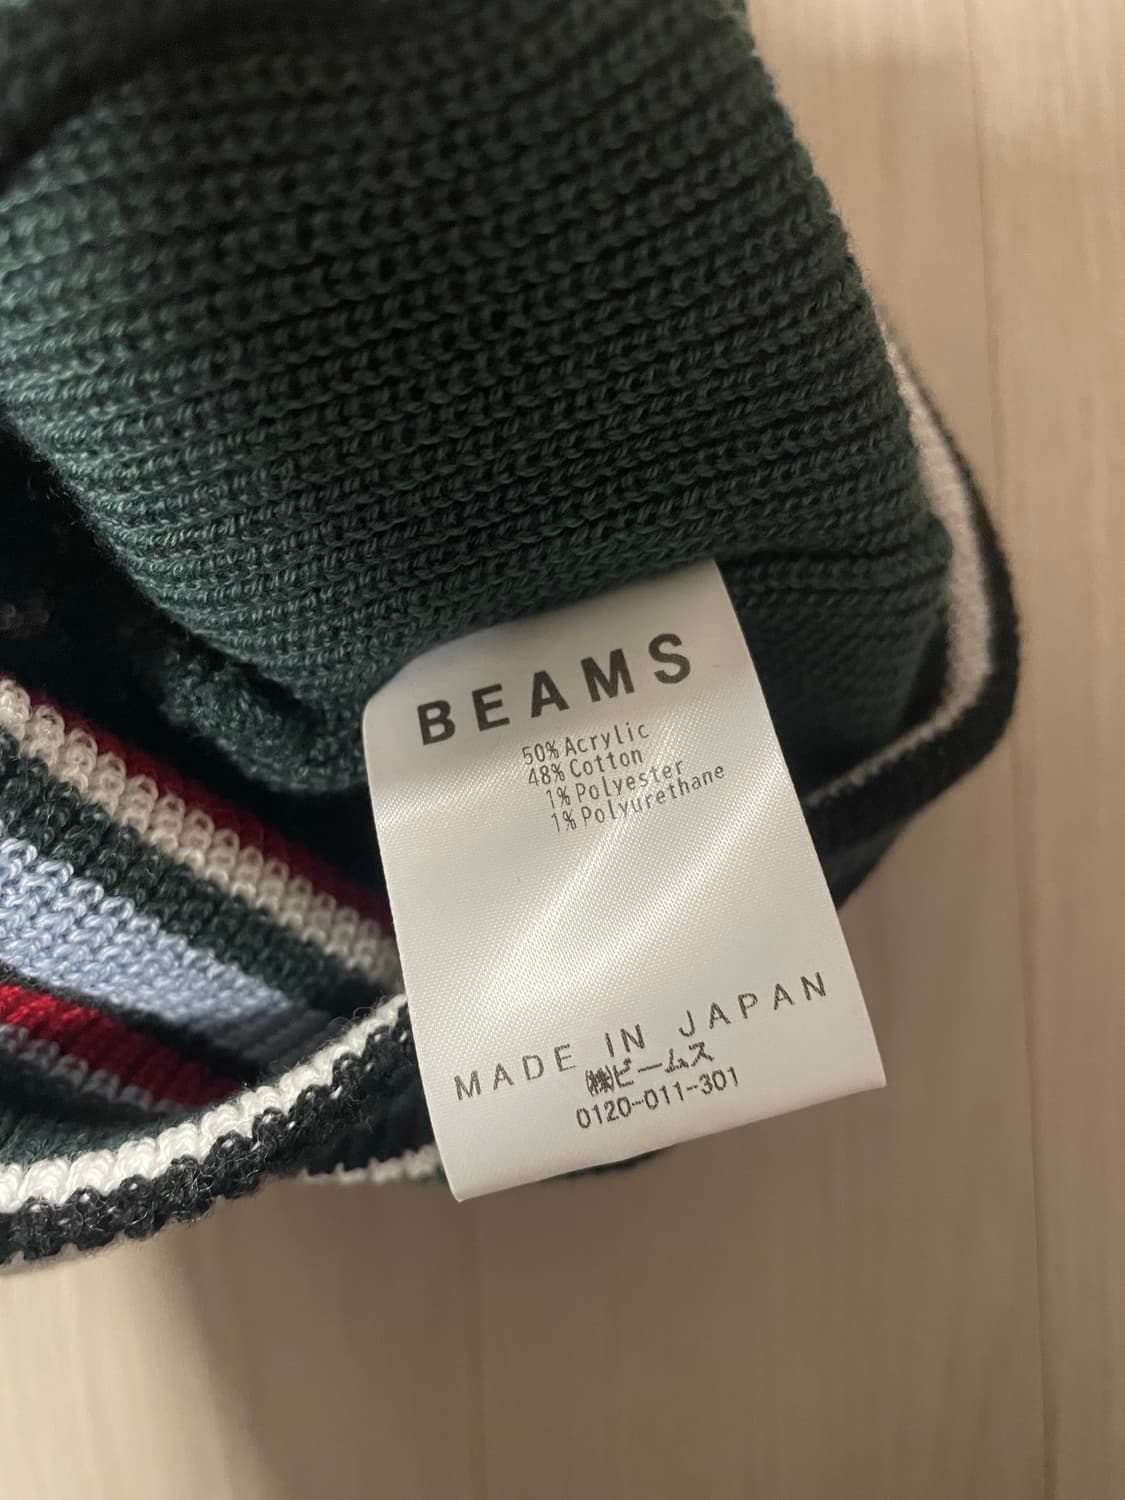 BEAMS
50% Acrylic
48% Cotton
1% Polyester
1% Polyurethane
MADE IN JAPAN
㈱ビームス
0120-011-301